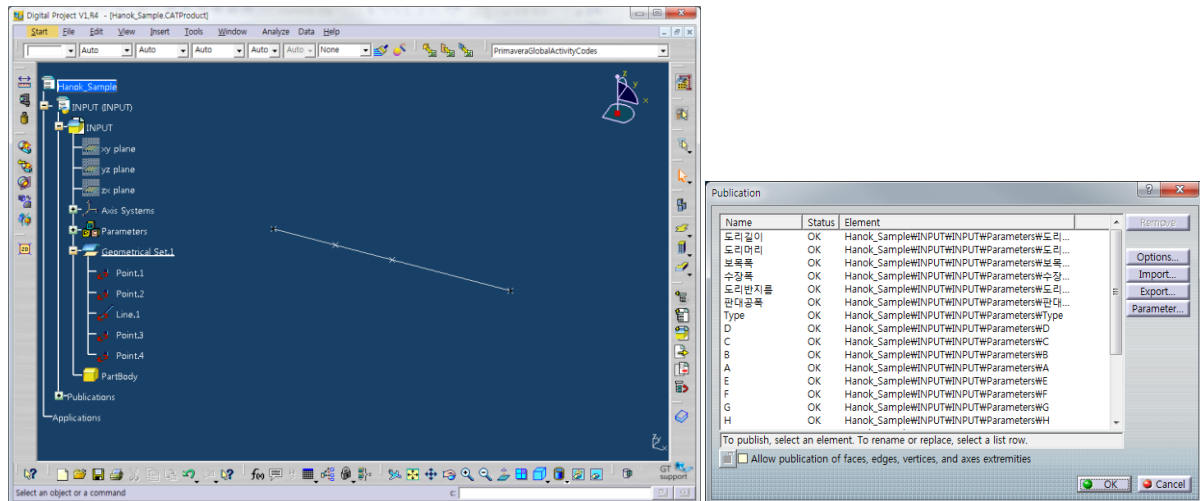 Digital Project V1,R4 - [Hanok_Sample.CATProduct]
Start File Edit View Insert Tools Window Analyze Data Help
Auto Auto Auto Auto Auto None PrimaveraGlobalActivityCodes
Hanok_Sample
INPUT (INPUT)
INPUT
xy plane
yz plane
zx plane
Axis Systems
Parameters
Geometrical Set.1
Point.1
Point.2
Line.1
Point.3
Point.4
PartBody
Publications
Applications
z
y
x
GT support
Select an object or a command
c:
Publication
Name Status Element
도리길이 OK Hanok_Sample₩INPUT₩INPUT₩Parameters₩도리...
도리머리 OK Hanok_Sample₩INPUT₩INPUT₩Parameters₩도리...
보목폭 OK Hanok_Sample₩INPUT₩INPUT₩Parameters₩보목...
수장폭 OK Hanok_Sample₩INPUT₩INPUT₩Parameters₩수장...
도리반지름 OK Hanok_Sample₩INPUT₩INPUT₩Parameters₩도리...
판대공폭 OK Hanok_Sample₩INPUT₩INPUT₩Parameters₩판대...
Type OK Hanok_Sample₩INPUT₩INPUT₩Parameters₩Type
D OK Hanok_Sample₩INPUT₩INPUT₩Parameters₩D
C OK Hanok_Sample₩INPUT₩INPUT₩Parameters₩C
B OK Hanok_Sample₩INPUT₩INPUT₩Parameters₩B
A OK Hanok_Sample₩INPUT₩INPUT₩Parameters₩A
E OK Hanok_Sample₩INPUT₩INPUT₩Parameters₩E
F OK Hanok_Sample₩INPUT₩INPUT₩Parameters₩F
G OK Hanok_Sample₩INPUT₩INPUT₩Parameters₩G
H OK Hanok_Sample₩INPUT₩INPUT₩Parameters₩H
Remove
Options...
Import...
Export...
Parameter...
To publish, select an element. To rename or replace, select a list row.
Allow publication of faces, edges, vertices, and axes extremities
OK Cancel